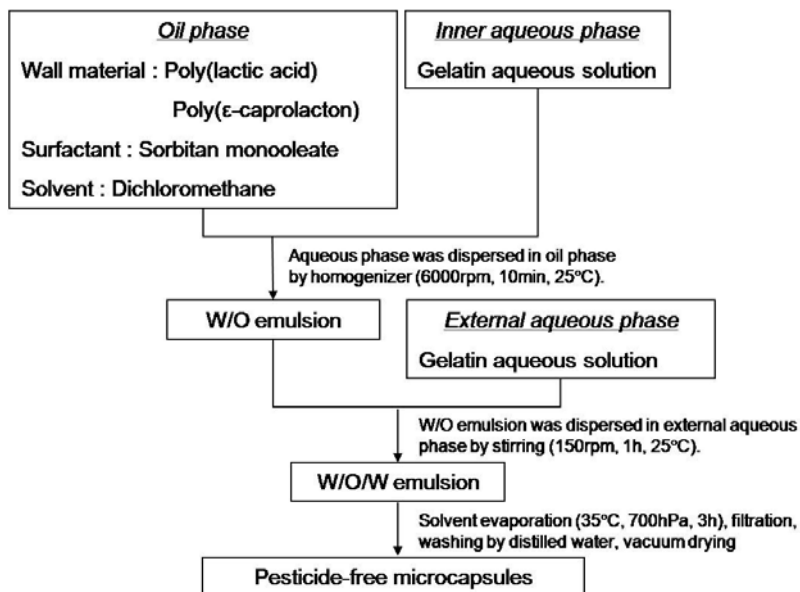 Oil phase
Wall material : Poly(lactic acid)
Poly(ε-caprolacton)
Surfactant : Sorbitan monooleate
Solvent : Dichloromethane
Inner aqueous phase
Gelatin aqueous solution
Aqueous phase was dispersed in oil phase
by homogenizer (6000rpm, 10min, 25°C).
W/O emulsion
External aqueous phase
Gelatin aqueous solution
W/O emulsion was dispersed in external aqueous
phase by stirring (150rpm, 1h, 25°C).
W/O/W emulsion
Solvent evaporation (35°C, 700hPa, 3h), filtration,
washing by distilled water, vacuum drying
Pesticide-free microcapsules